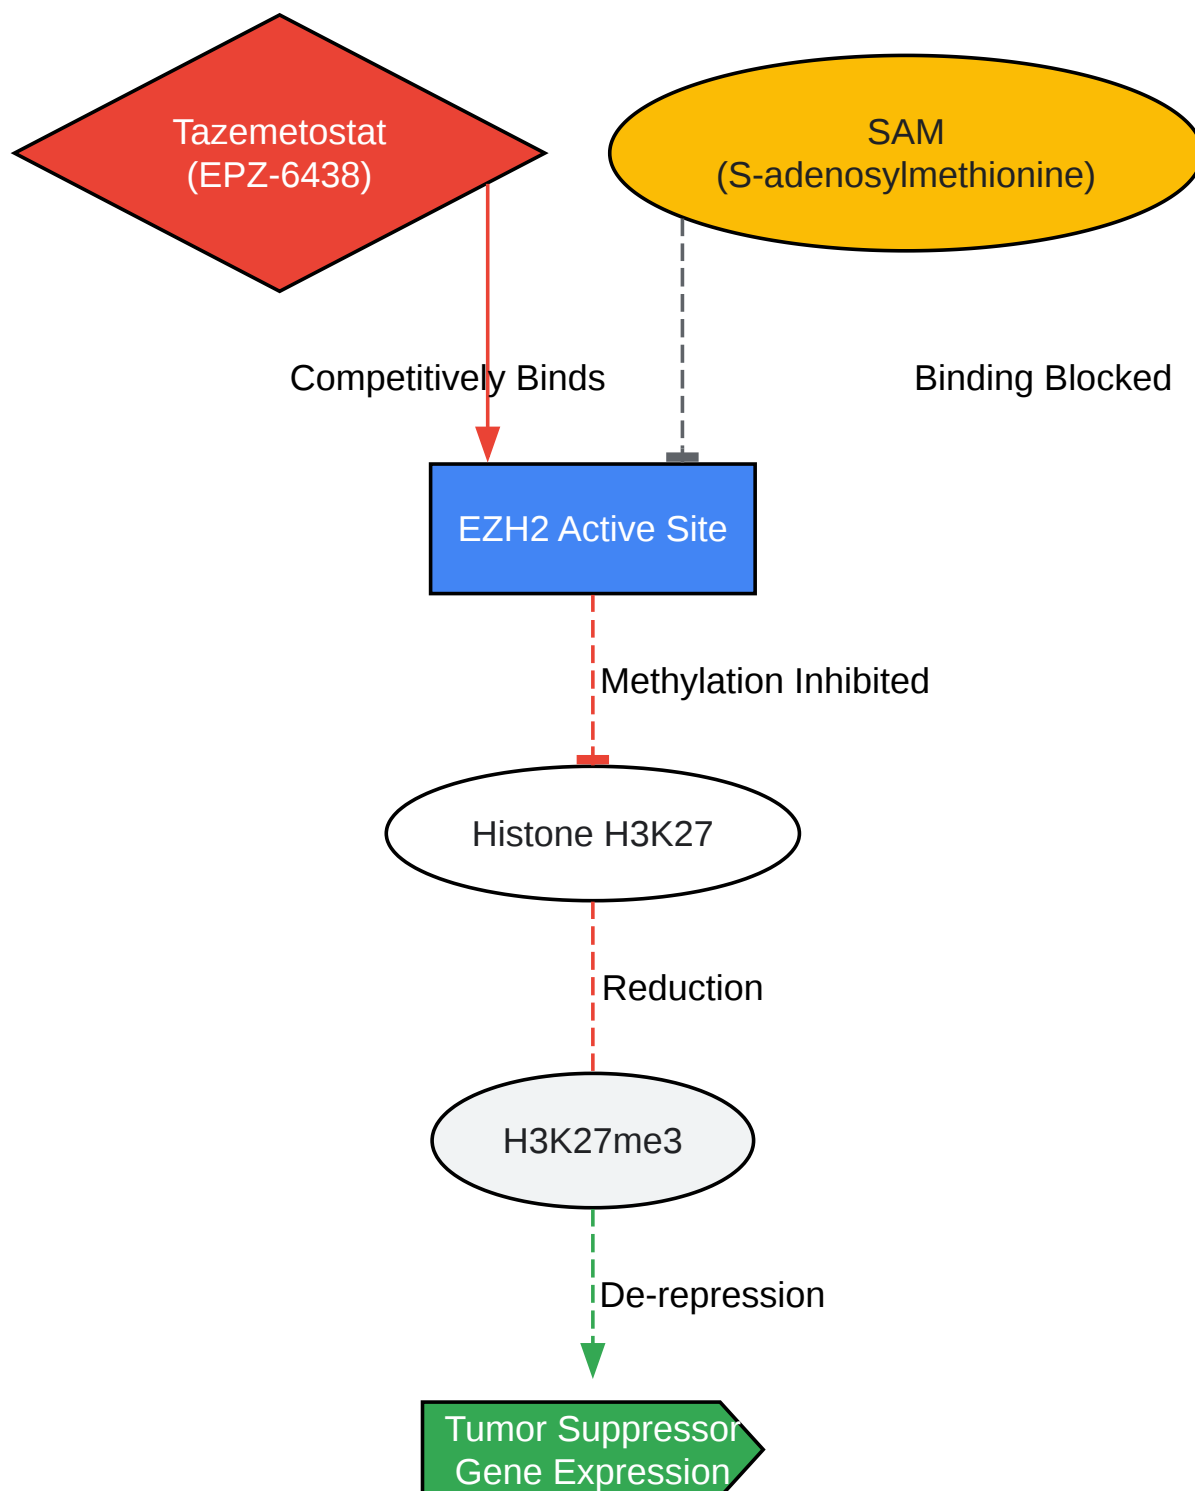 Tazemetostat
(EPZ-6438)
SAM
(S-adenosylmethionine)
Competitively Binds
Binding Blocked
EZH2 Active Site
Methylation Inhibited
Histone H3K27
Reduction
H3K27me3
De-repression
Tumor Suppressor
Gene Expression